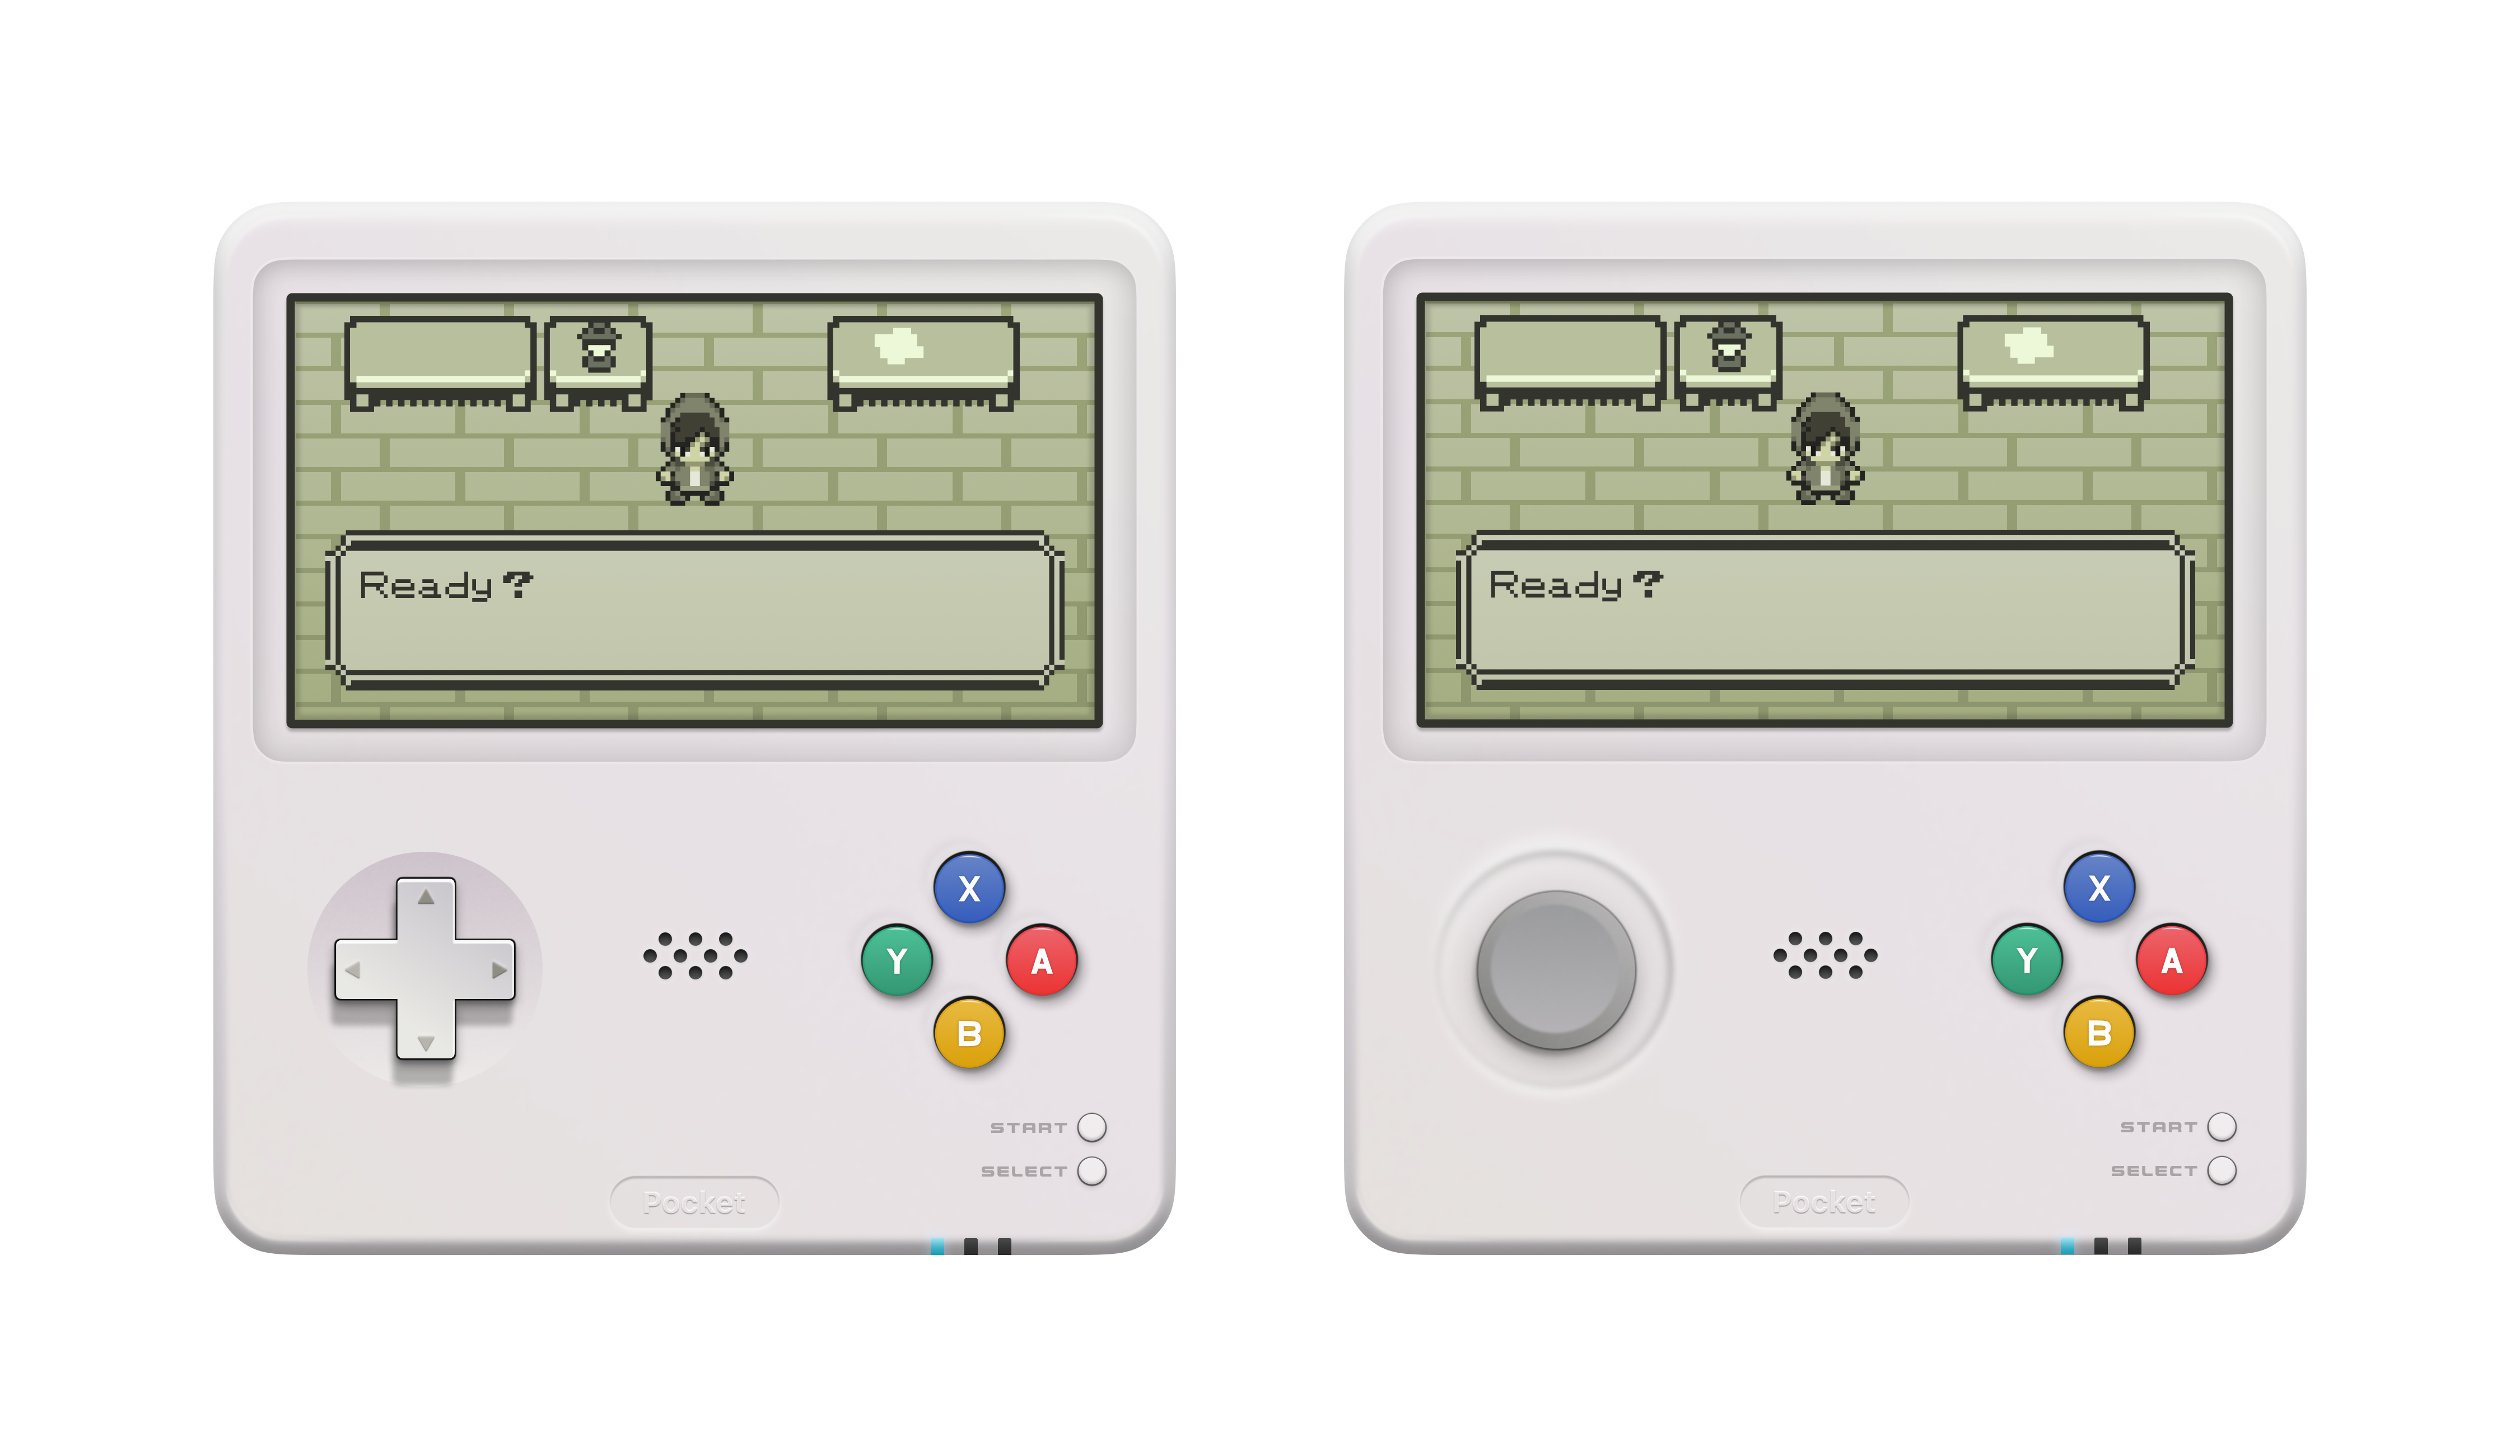 Ready?
X
Y
A
B
START
SELECT
Pocket
Ready?
X
Y
A
B
START
SELECT
Pocket